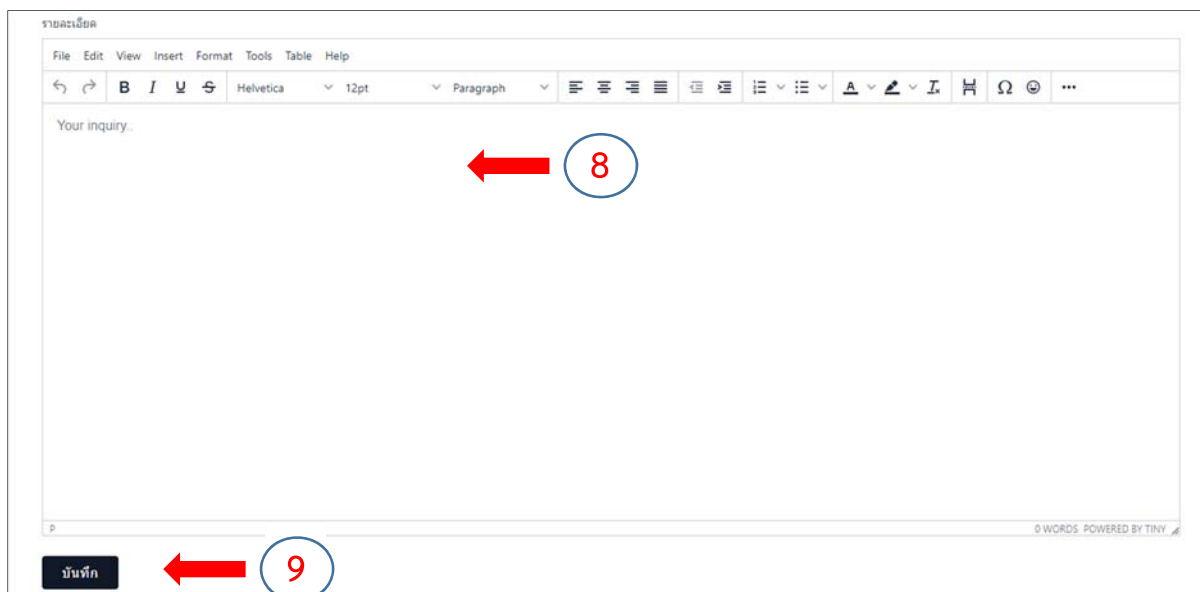 รายละเอียด
File Edit View Insert Format Tools Table Help
B I U S Helvetica 12pt Paragraph A Ω
Your inquiry..
8
P 0 WORDS POWERED BY TINY
บันทึก 9